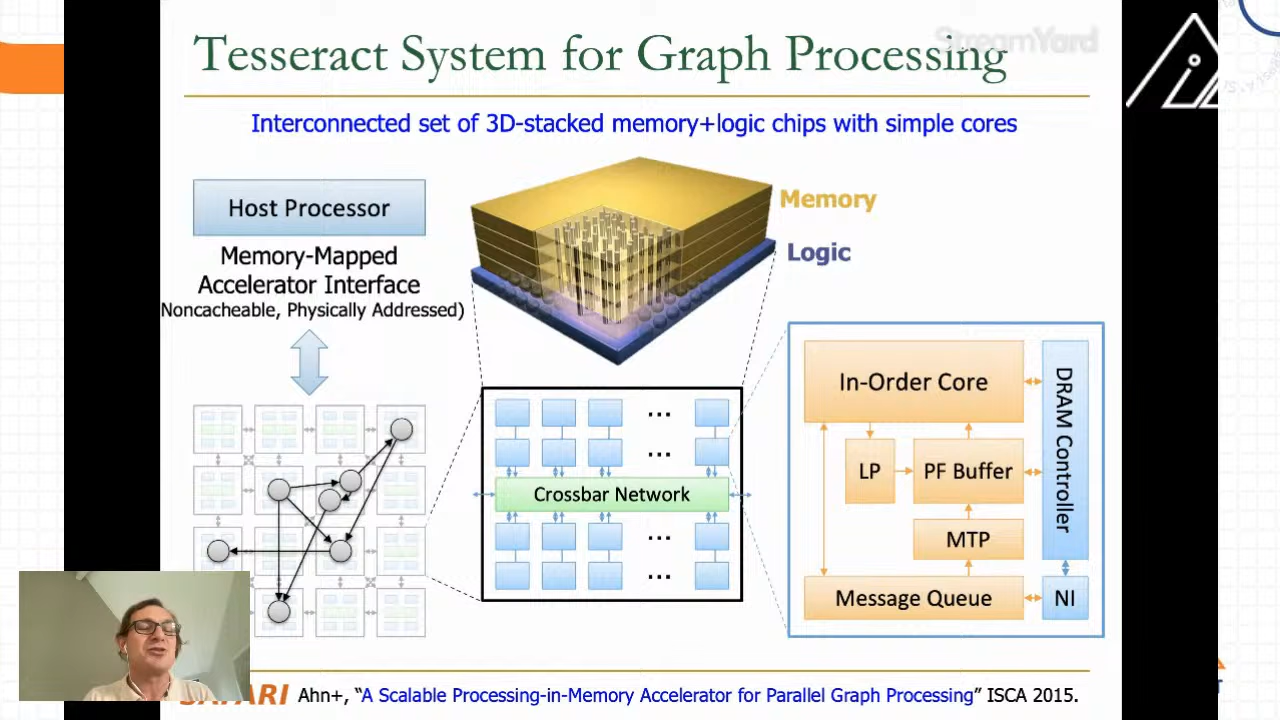 Tesseract System for Graph Processing
StreamYard
Interconnected set of 3D-stacked memory+logic chips with simple cores
Host Processor
Memory-Mapped
Accelerator Interface
Noncacheable, Physically Addressed)
Memory
Logic
...
...
Crossbar Network
...
...
In-Order Core
LP
PF Buffer
MTP
Message Queue
DRAM Controller
NI
SAFARI
Ahn+, “A Scalable Processing-in-Memory Accelerator for Parallel Graph Processing” ISCA 2015.